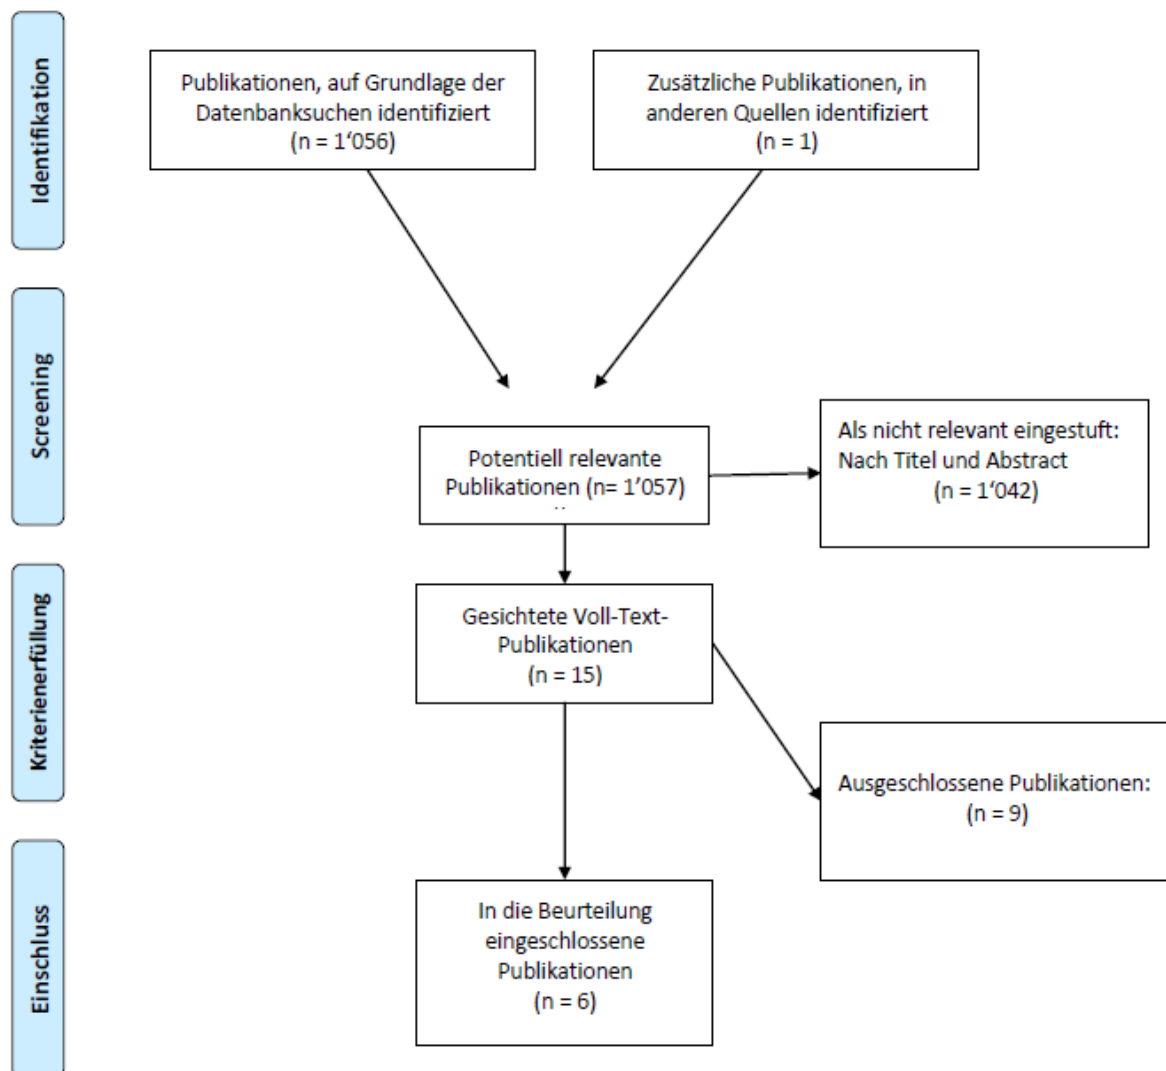 Identifikation
Publikationen, auf Grundlage der
Datenbanksuchen identifiziert
(n = 1‘056)
Zusätzliche Publikationen, in
anderen Quellen identifiziert
(n = 1)
Screening
Potentiell relevante
Publikationen (n= 1’057)
..
Als nicht relevant eingestuft:
Nach Titel und Abstract
(n = 1‘042)
Kriterienerfüllung
Gesichtete Voll-Text-
Publikationen
(n = 15)
Ausgeschlossene Publikationen:
(n = 9)
Einschluss
In die Beurteilung
eingeschlossene
Publikationen
(n = 6)